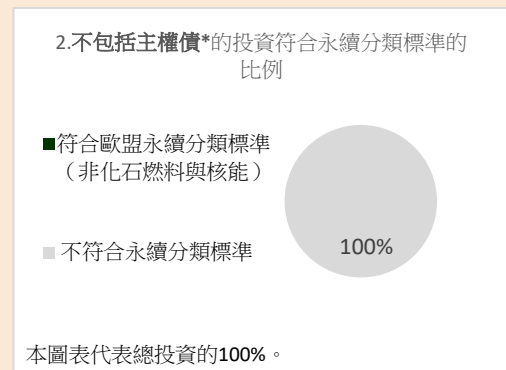 2.不包括主權債*的投資符合永續分類標準的
比例
■符合歐盟永續分類標準
（非化石燃料與核能）
■ 不符合永續分類標準
100%
本圖表代表總投資的100%。